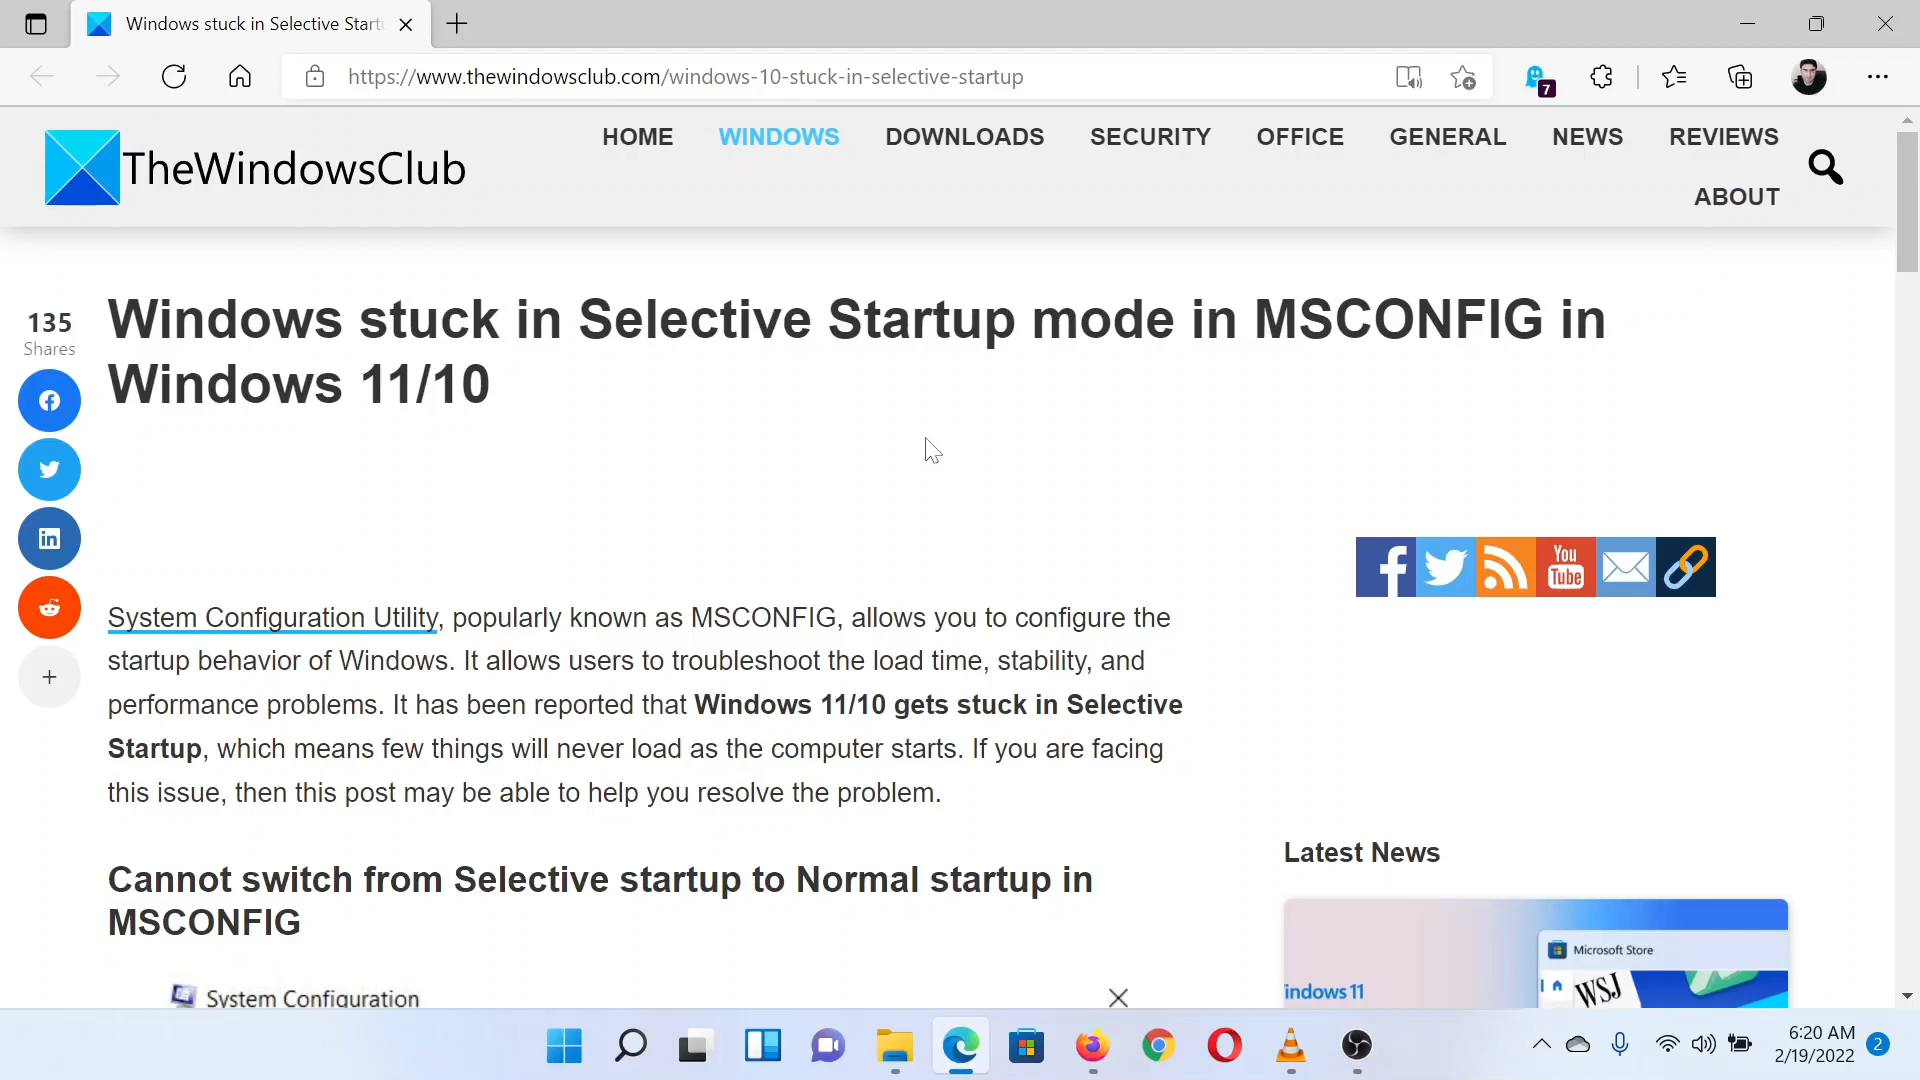 Windows stuck in Selective Start
https://www.thewindowsclub.com/windows-10-stuck-in-selective-startup
7
TheWindowsClub
HOME WINDOWS DOWNLOADS SECURITY OFFICE GENERAL NEWS REVIEWS
ABOUT
135
Shares
Windows stuck in Selective Startup mode in MSCONFIG in
Windows 11/10
in
You
Tube
System Configuration Utility, popularly known as MSCONFIG, allows you to configure the
startup behavior of Windows. It allows users to troubleshoot the load time, stability, and
performance problems. It has been reported that Windows 11/10 gets stuck in Selective
Startup, which means few things will never load as the computer starts. If you are facing
this issue, then this post may be able to help you resolve the problem.
Cannot switch from Selective startup to Normal startup in
MSCONFIG
System Configuration
Latest News
Microsoft Store
WSJ
indows 11
6:20 AM
2/19/2022
2